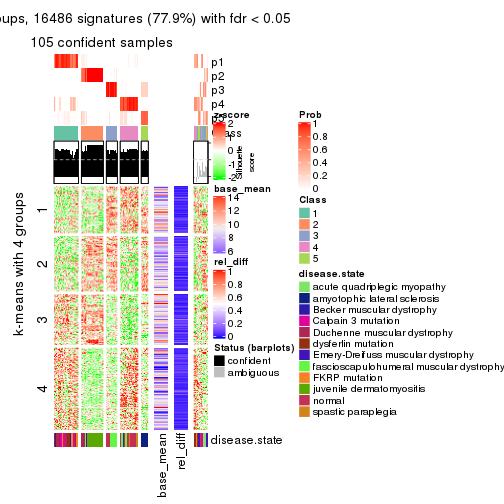 oups, 16486 signatures (77.9%) with fdr < 0.05
105 confident samples
p1
p2
p3
p4
z-score
2
1
0
-1
-2
Silhouette
score
k-means with 4 groups
1
2
3
4
base_mean
14
12
10
8
6
rel_diff
1
0.8
0.6
0.4
0.2
0
Status (barplots)
confident
ambiguous
disease.state
base_mean
rel_diff
Prob
1
0.8
0.6
0.4
0.2
0
Class
1
2
3
4
5
disease.state
acute quadriplegic myopathy
amyotophic lateral sclerosis
Becker muscular dystrophy
Calpain 3 mutation
Duchenne muscular dystrophy
dysferlin mutation
Emery-Dreifuss muscular dystrophy
fascioscapulohumeral muscular dystrophy
FKRP mutation
juvenile dermatomyositis
normal
spastic paraplegia